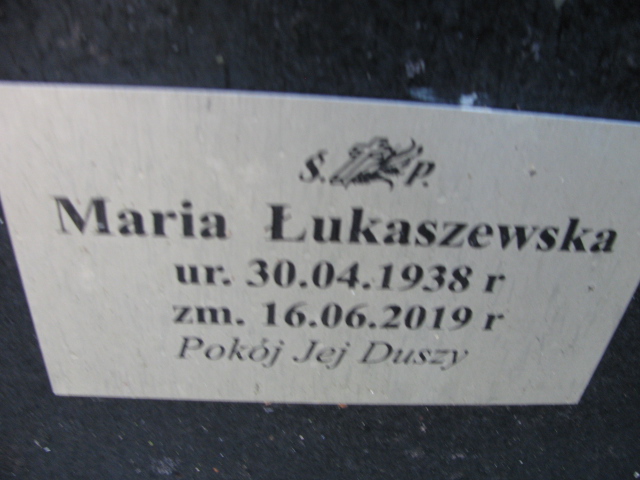 Ś. p.
Maria Łukaszewska
ur. 30.04.1938 r
zm. 16.06.2019 r
Pokój Jej Duszy